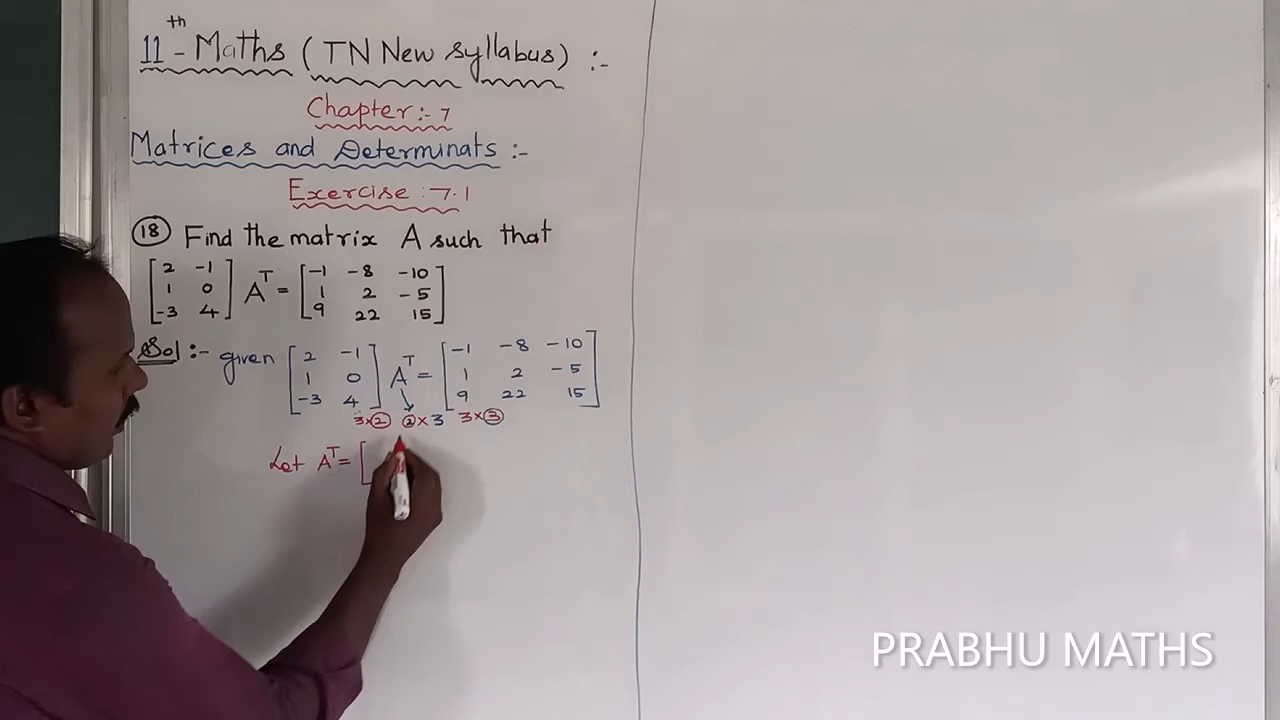 11th - Maths (TN New syllabus) :-
Chapter :- 7
Matrices and Determinats :-
Exercise : 7.1
(18) Find the matrix A such that
[2 -1
1 0
-3 4] A^T = [-1 -8 -10
1 2 -5
9 22 15]
Sol :- given [2 -1
1 0
-3 4] A^T = [-1 -8 -10
1 2 -5
9 22 15]
3×2 2×3 3×3
Let A^T = [
PRABHU MATHS